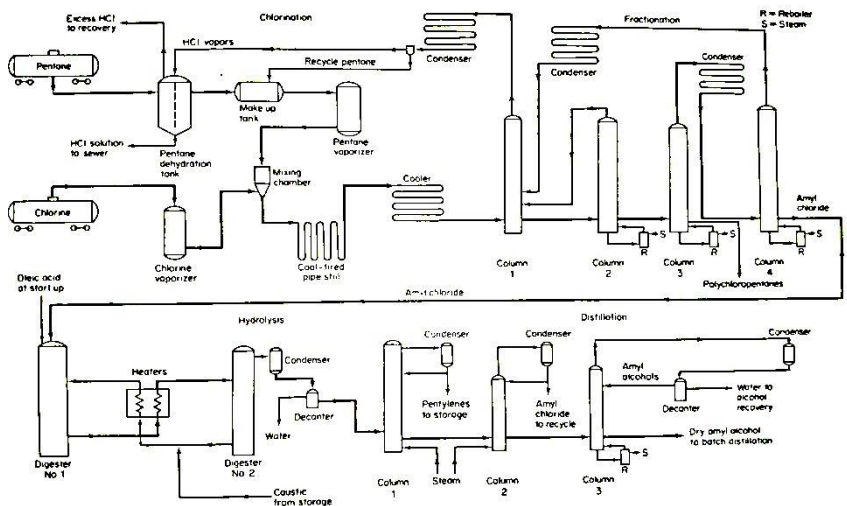 Excess HCl
to recovery
Chlorination
Fractionation
R = Reboiler
S = Steam
HCl vapors
Recycle pentane
Condenser
Condenser
Condenser
Pentane
Make up
tank
HCl solution
to sewer
Pentane
dehydration
tank
Pentane
vaporizer
Mixing
chamber
Cooler
Chlorine
Chlorine
vaporizer
Coal-fired
pipe still
Column
1
Column
2
Column
3
Column
4
S
R
S
R
S
R
Amyl
chloride
Polychloropentanes
Oleic acid
at start up
Amyl chloride
Hydrolysis
Distillation
Heaters
Condenser
Condenser
Condenser
Condenser
Decanter
Water
Pentylenes
to storage
Amyl
chloride
to recycle
Amyl
alcohols
Decanter
Water to
alcohol
recovery
Dry amyl alcohol
to batch distillation
S
R
Digester
No 1
Digester
No 2
Caustic
from storage
Column
1
Steam
Column
2
Column
3